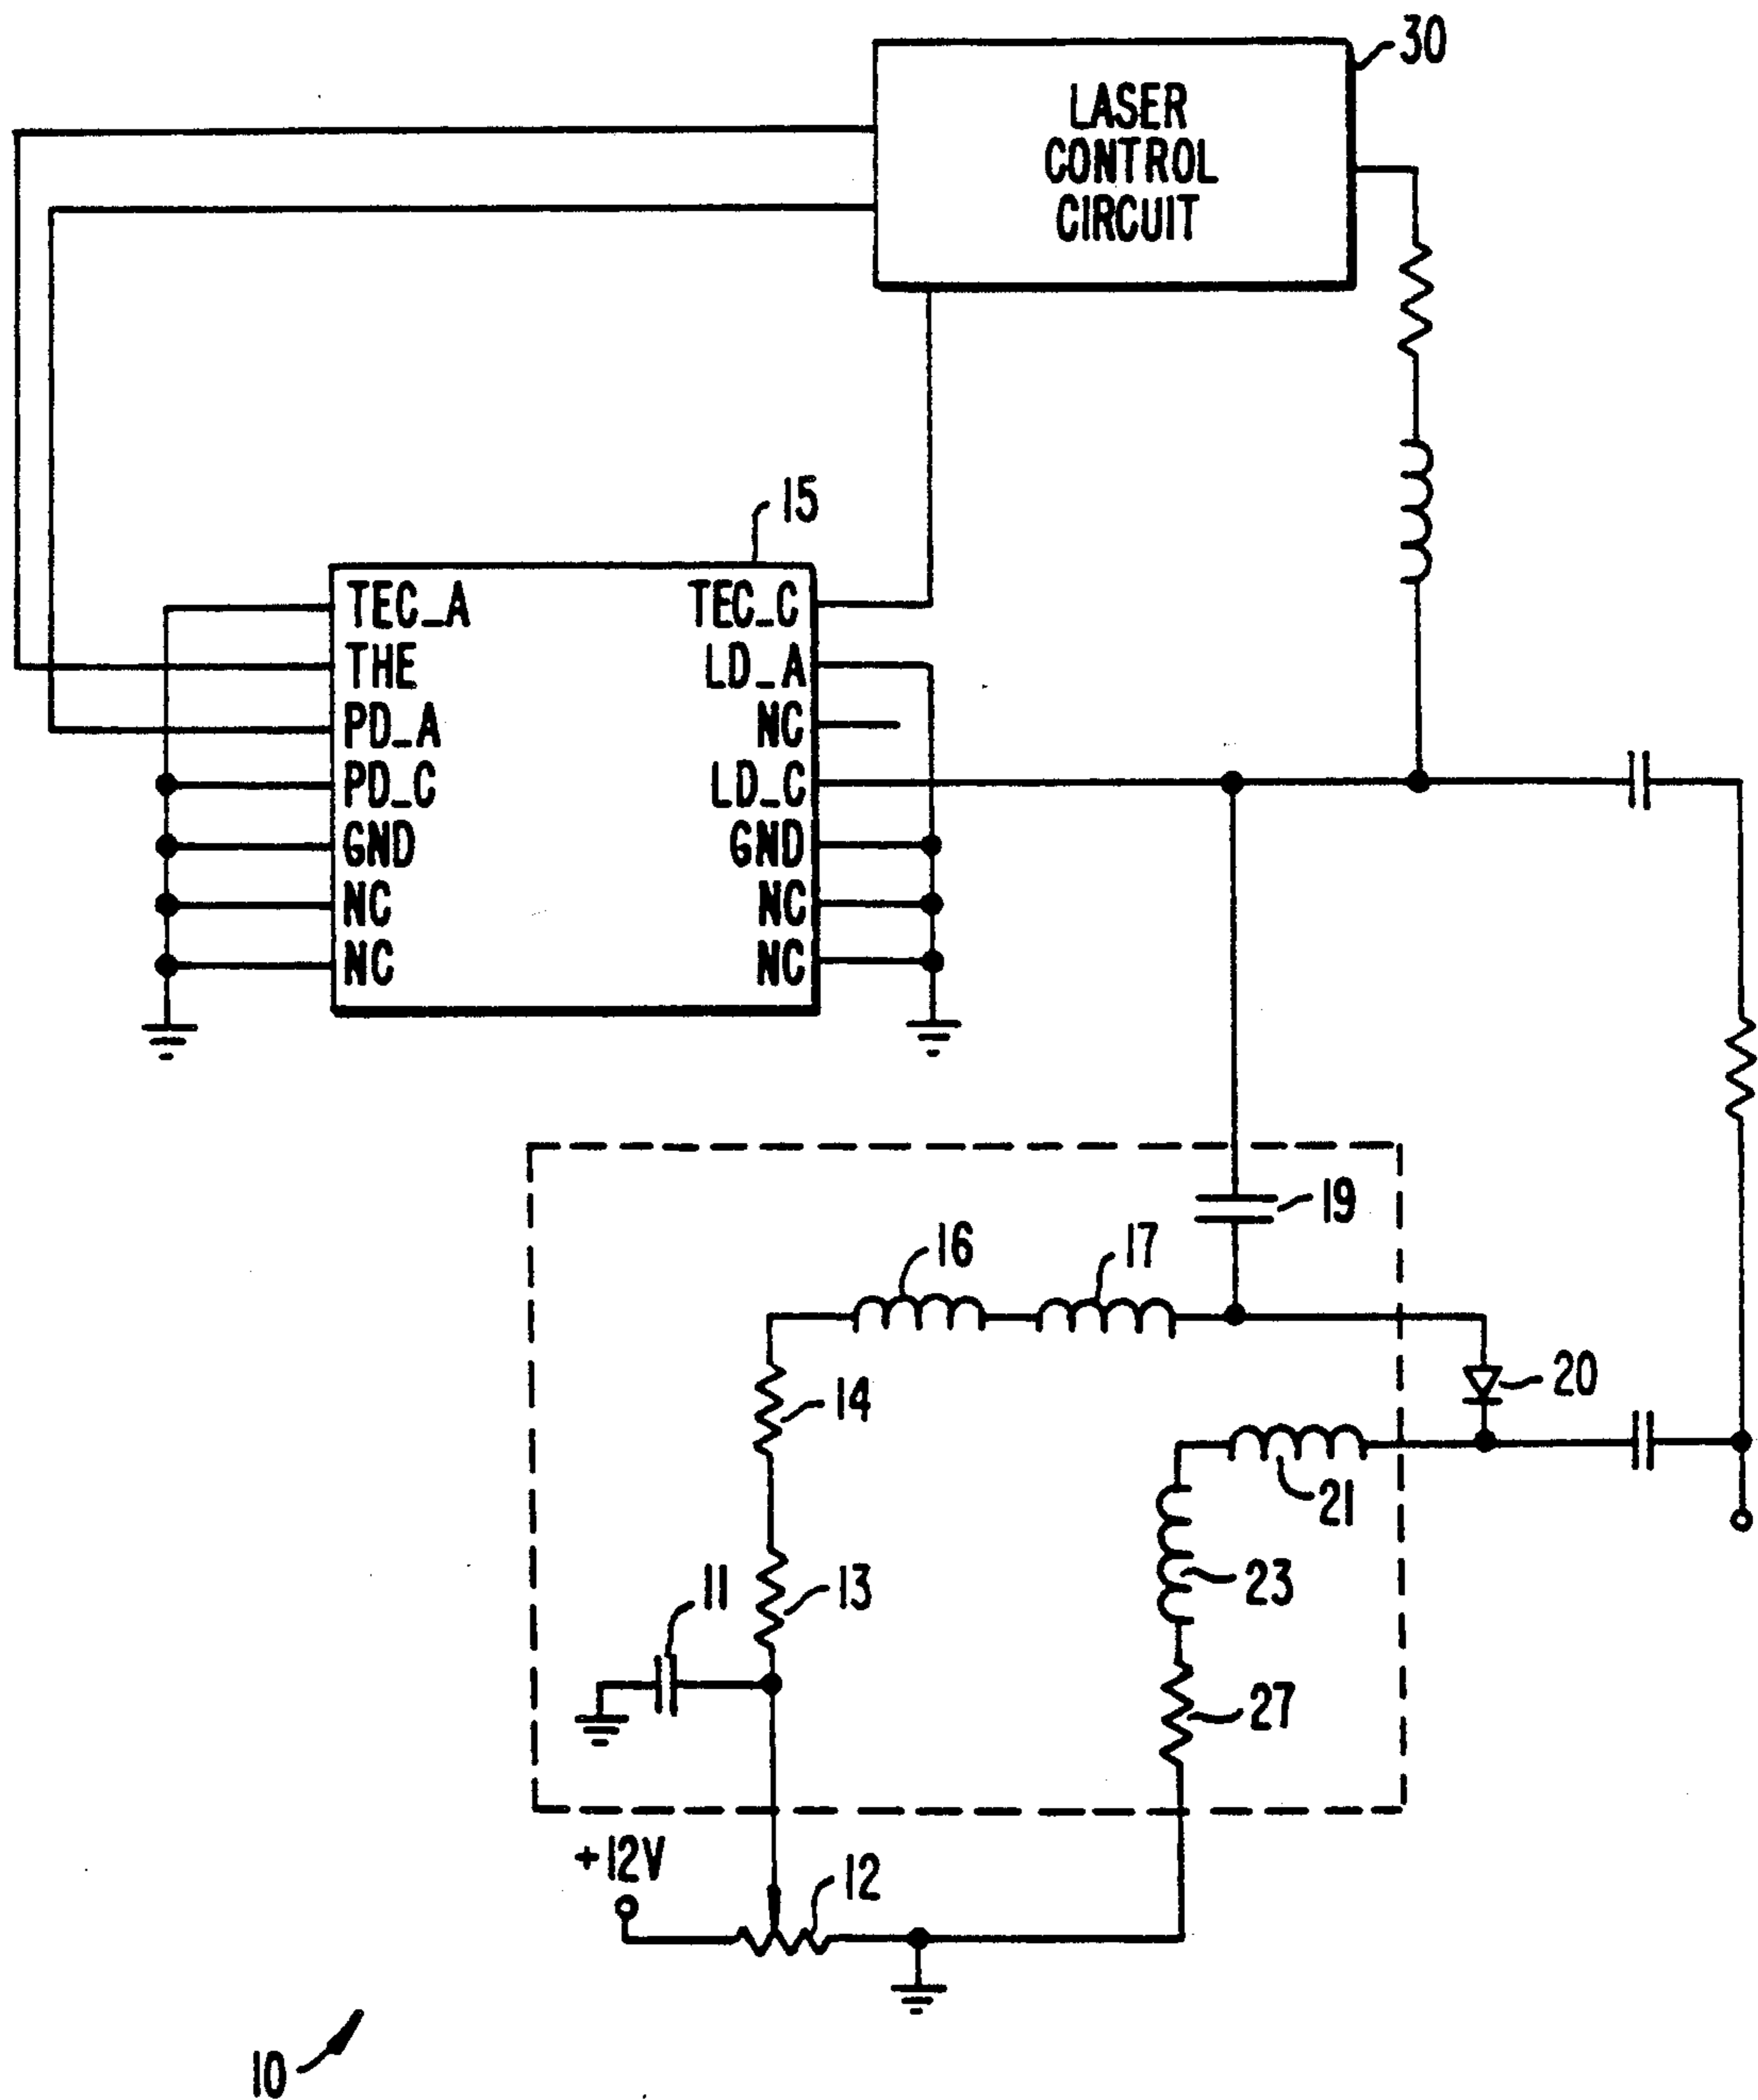 30
LASER
CONTROL
CIRCUIT
15
TEC_A TEC_C
THE LD_A
PD_A NC
PD_C LD_C
GND GND
NC NC
NC NC
19
16 17
20
14
21
13
11
23
27
+12V
12
10